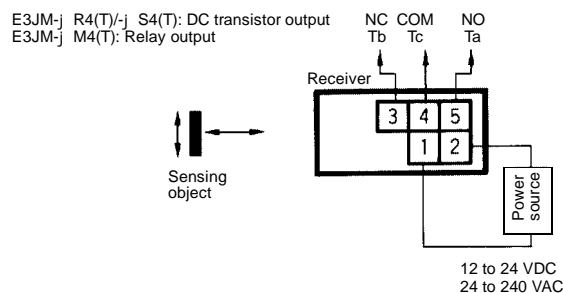 E3JM-j R4(T)/-j S4(T): DC transistor output
E3JM-j M4(T): Relay output
NC COM NO
Tb Tc Ta
Receiver
3 4 5
1 2
Sensing
object
Power
source
12 to 24 VDC
24 to 240 VAC